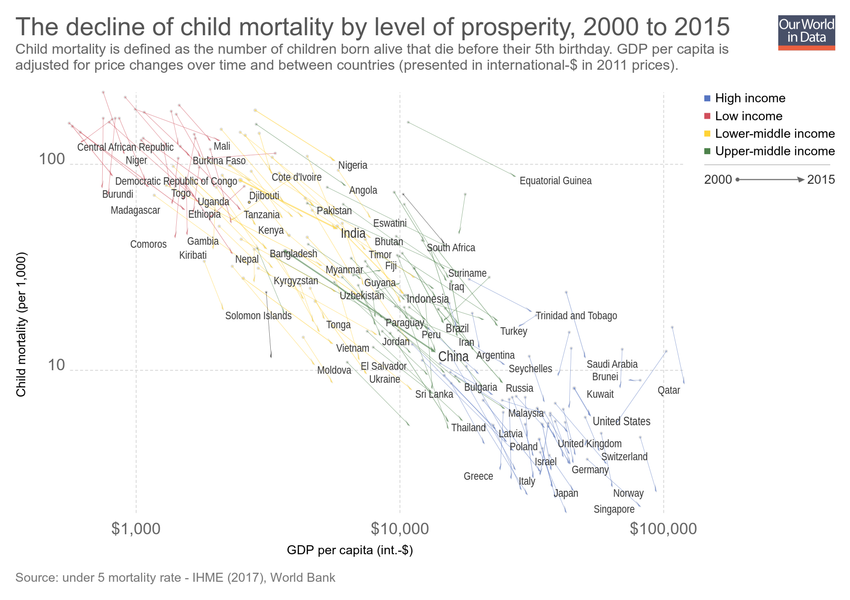 The decline of child mortality by level of prosperity, 2000 to 2015
Child mortality is defined as the number of children born alive that die before their 5th birthday. GDP per capita is
adjusted for price changes over time and between countries (presented in international-$ in 2011 prices).
Our World
in Data
High income
Low income
Lower-middle income
Upper-middle income
2000
2015
Child mortality (per 1,000)
100
10
Central African Republic
Mali
Niger
Burkina Faso
Nigeria
Democratic Republic of Congo
Cote d'Ivoire
Equatorial Guinea
Burundi
Togo
Djibouti
Angola
Uganda
Madagascar
Ethiopia
Tanzania
Pakistan
Kenya
India
Eswatini
Comoros
Gambia
Bhutan
South Africa
Kiribati
Nepal
Bangladesh
Timor
Fiji
Myanmar
Suriname
Kyrgyzstan
Guyana
Iraq
Uzbekistan
Indonesia
Solomon Islands
Trinidad and Tobago
Tonga
Paraguay
Brazil
Turkey
Peru
Jordan
Iran
Vietnam
China
Argentina
Moldova
El Salvador
Seychelles
Saudi Arabia
Ukraine
Brunei
Sri Lanka
Bulgaria
Russia
Kuwait
Qatar
Malaysia
United States
Thailand
Latvia
Poland
United Kingdom
Israel
Switzerland
Greece
Germany
Italy
Japan
Norway
Singapore
$1,000
$10,000
$100,000
GDP per capita (int.-$)
Source: under 5 mortality rate - IHME (2017), World Bank